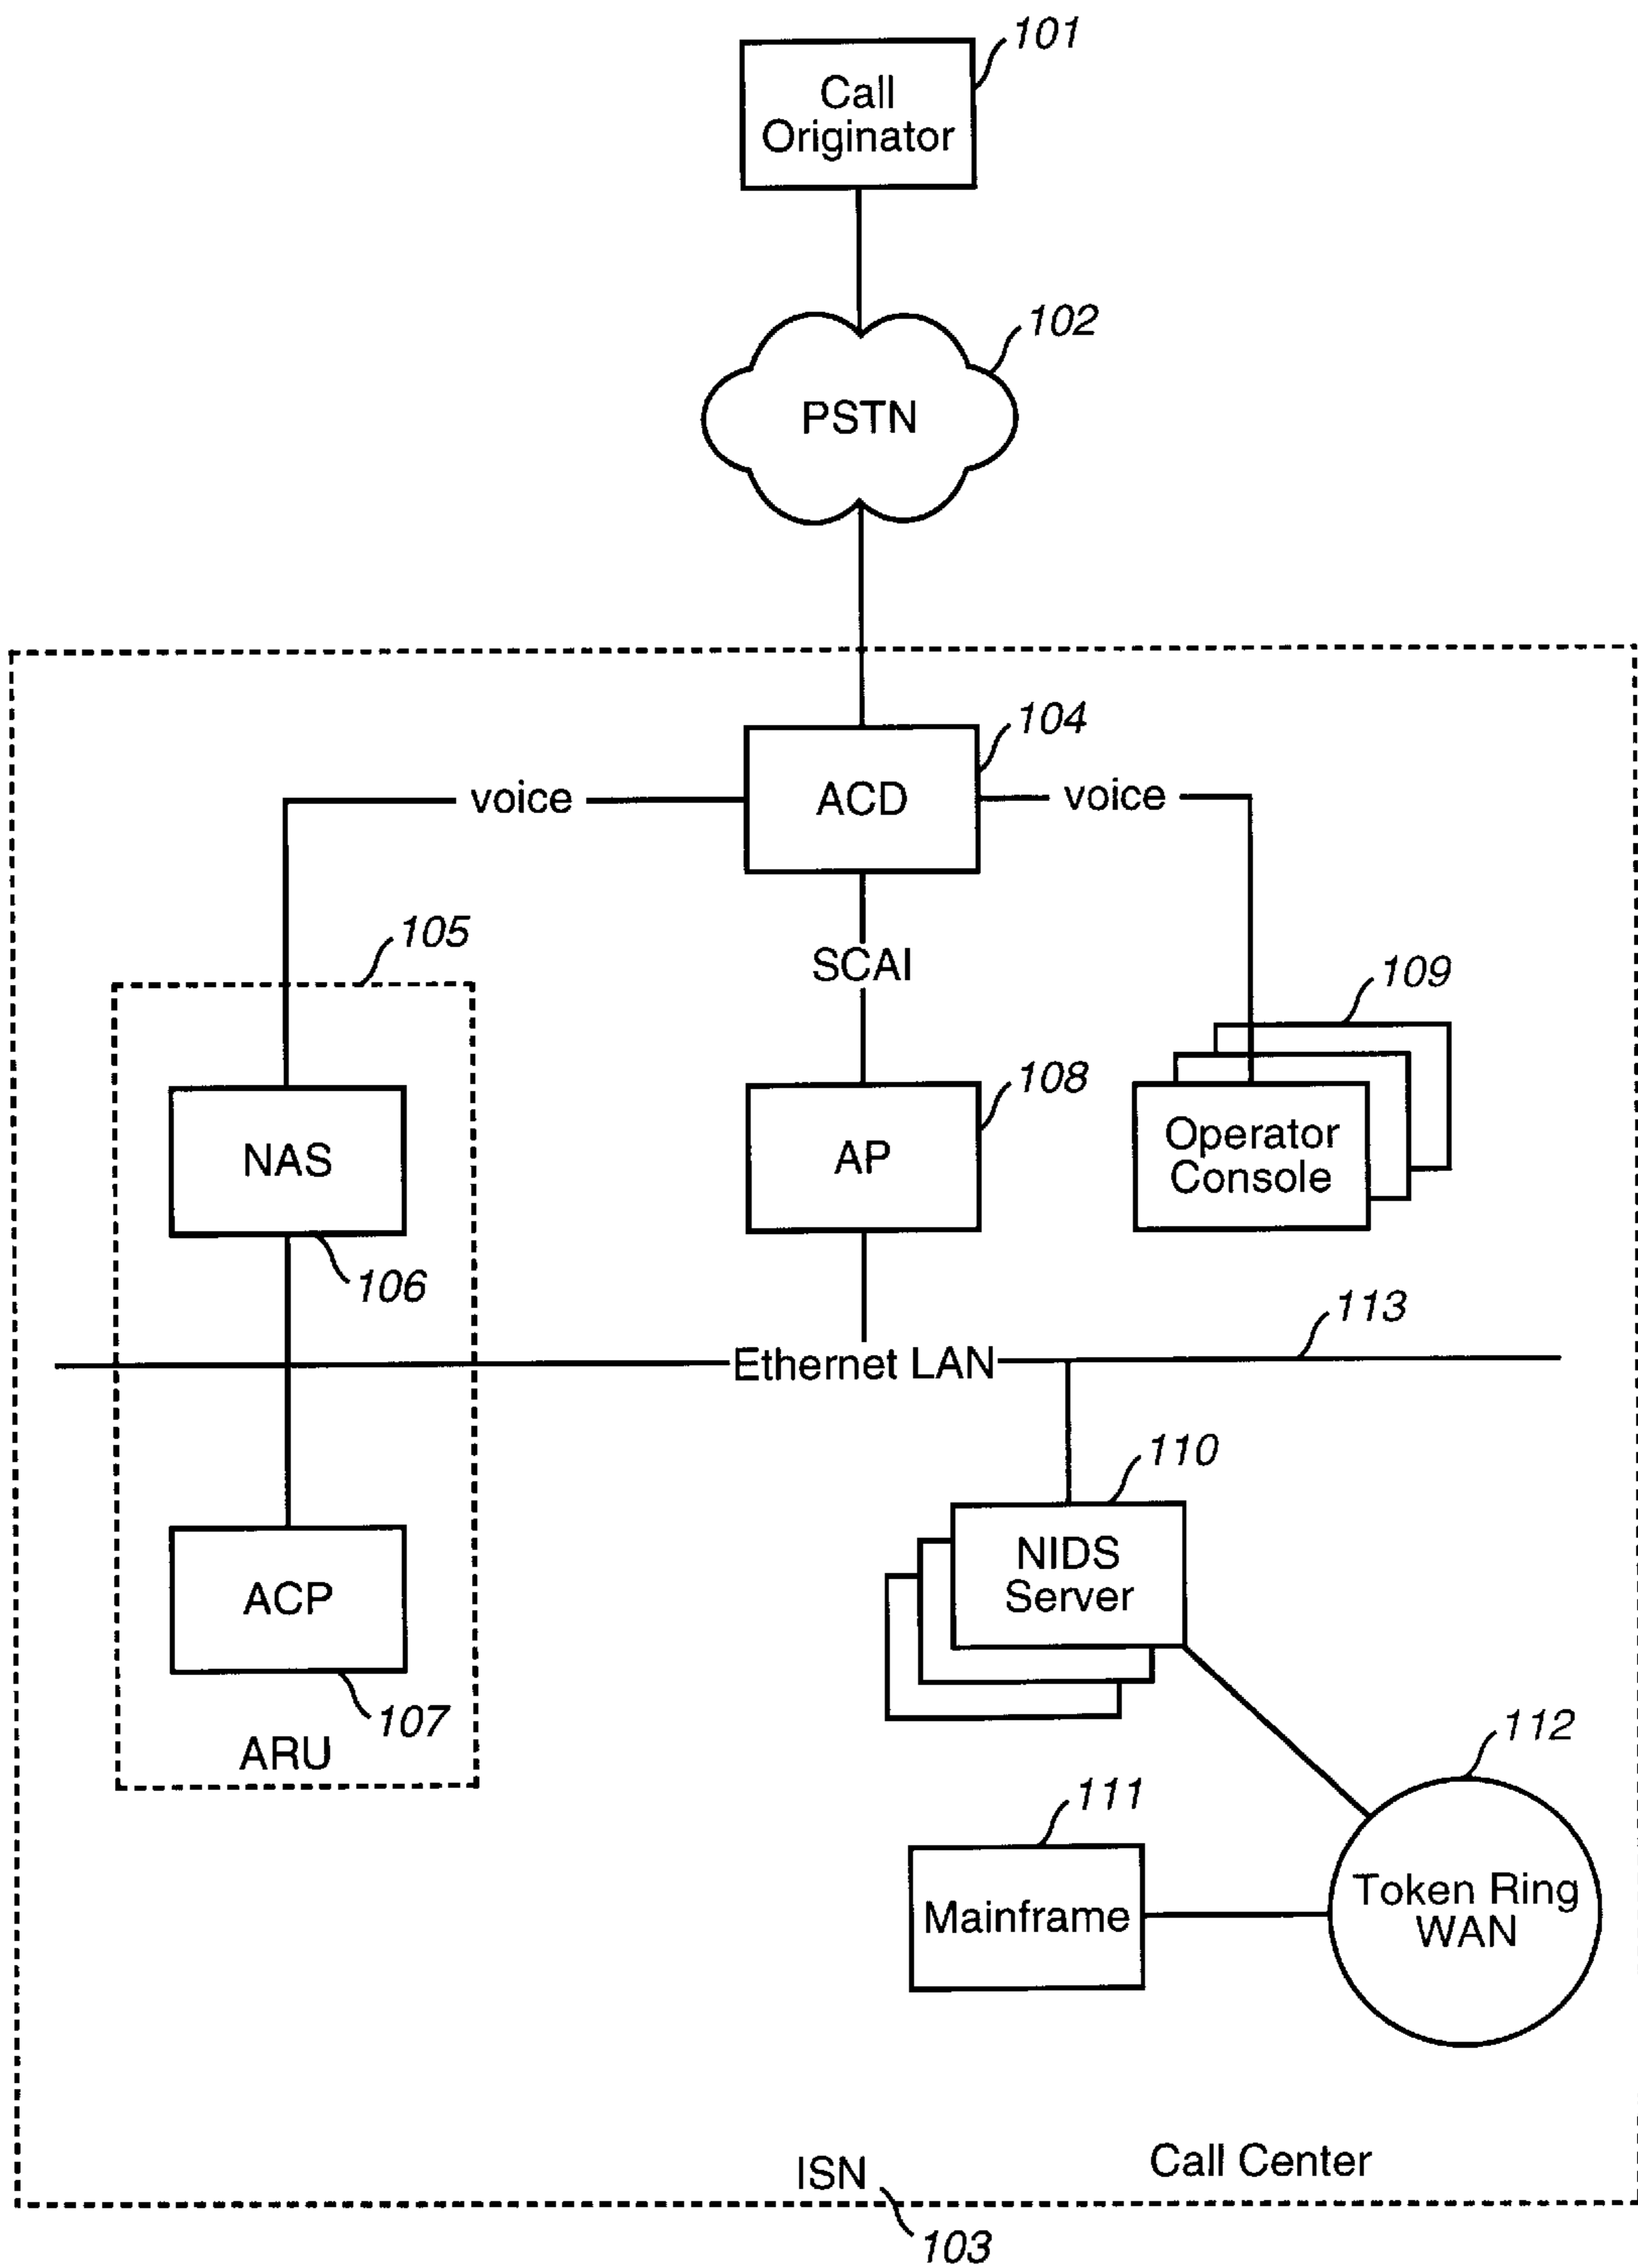 101
Call
Originator
102
PSTN
104
voice
ACD
voice
105
SCAI
109
108
NAS
AP
Operator
Console
106
113
Ethernet LAN
110
NIDS
Server
ACP
107
ARU
112
111
Token Ring
WAN
Mainframe
Call Center
ISN
103